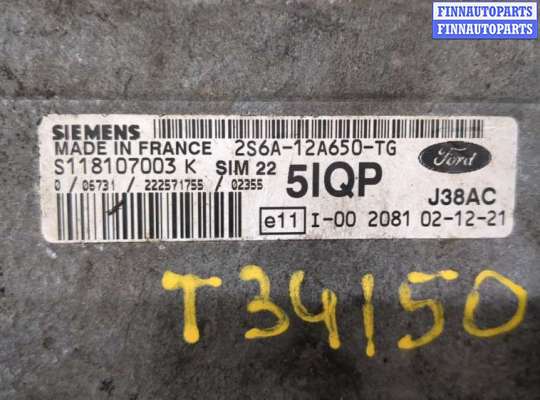 FINNAUTOPARTS
FINNAUTOPARTS
SIEMENS
MADE IN FRANCE 2S6A-12A650-TG
S118107003 K SIM 22
0 / 06731 / 222571755 / 02355
5IQP
Ford
J38AC
e11 I-00 2081 02-12-21
T34150